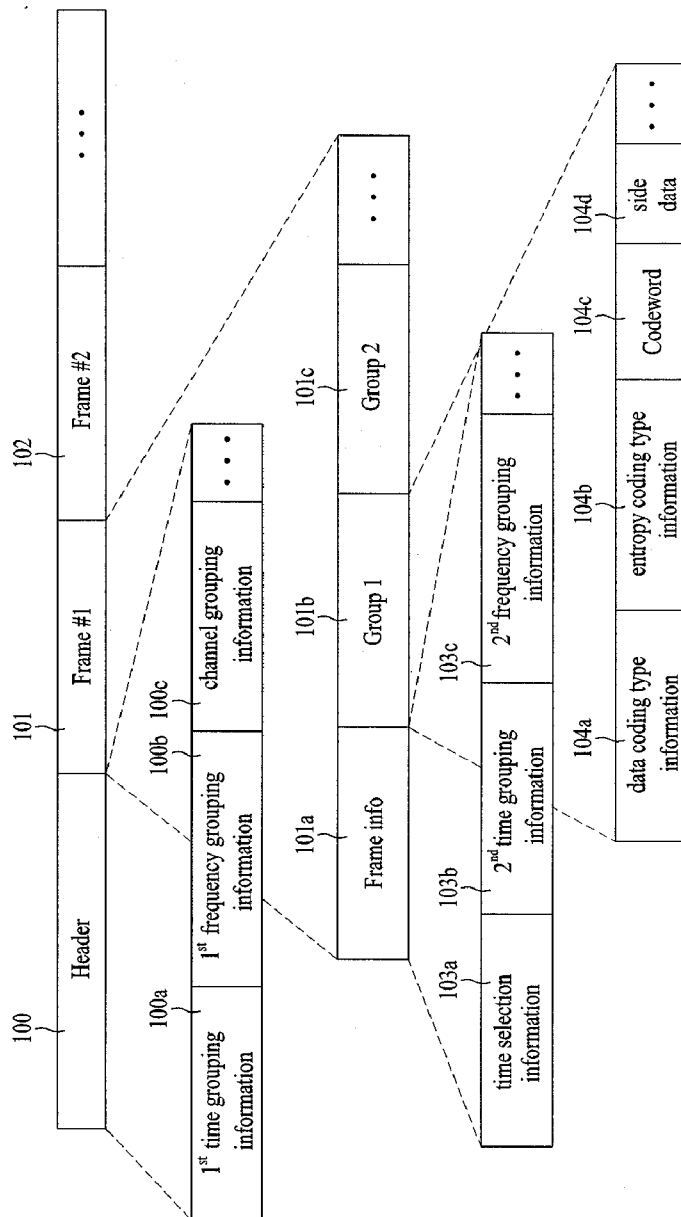 100
101
102
Header
Frame #1
Frame #2
• • •
100a
100b
100c
1st time grouping
information
1st frequency grouping
information
channel grouping
information
• • •
101a
101b
101c
Frame info
Group 1
Group 2
• • •
103a
103b
103c
time selection
information
2nd time grouping
information
2nd frequency grouping
information
• • •
104a
104b
104c
104d
data coding type
information
entropy coding type
information
Codeword
side
data
• • •